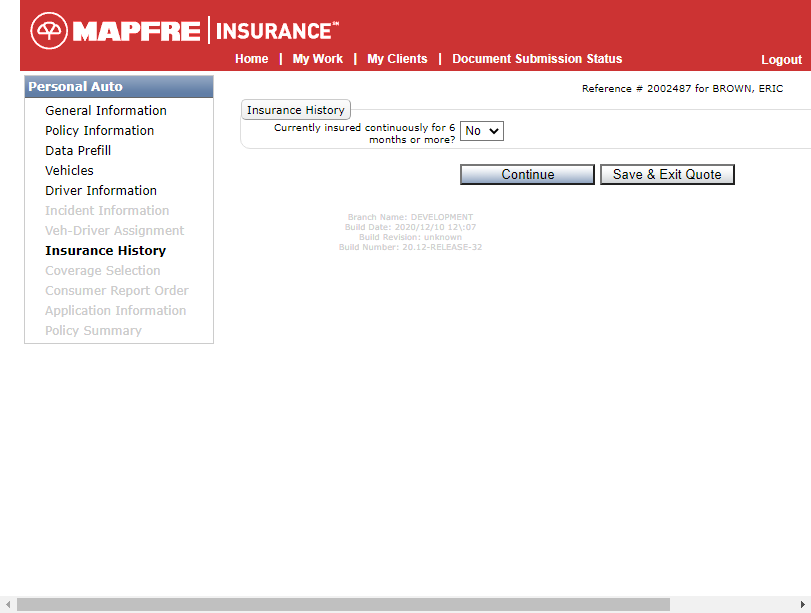 MAPFRE | INSURANCE℠
Home | My Work | My Clients | Document Submission Status
Logout
Personal Auto
General Information
Policy Information
Data Prefill
Vehicles
Driver Information
Incident Information
Veh-Driver Assignment
Insurance History
Coverage Selection
Consumer Report Order
Application Information
Policy Summary
Reference # 2002487 for BROWN, ERIC
Insurance History
Currently insured continuously for 6
months or more?
No
Continue
Save & Exit Quote
Branch Name: DEVELOPMENT
Build Date: 2020/12/10 12\:07
Build Revision: unknown
Build Number: 20.12-RELEASE-32